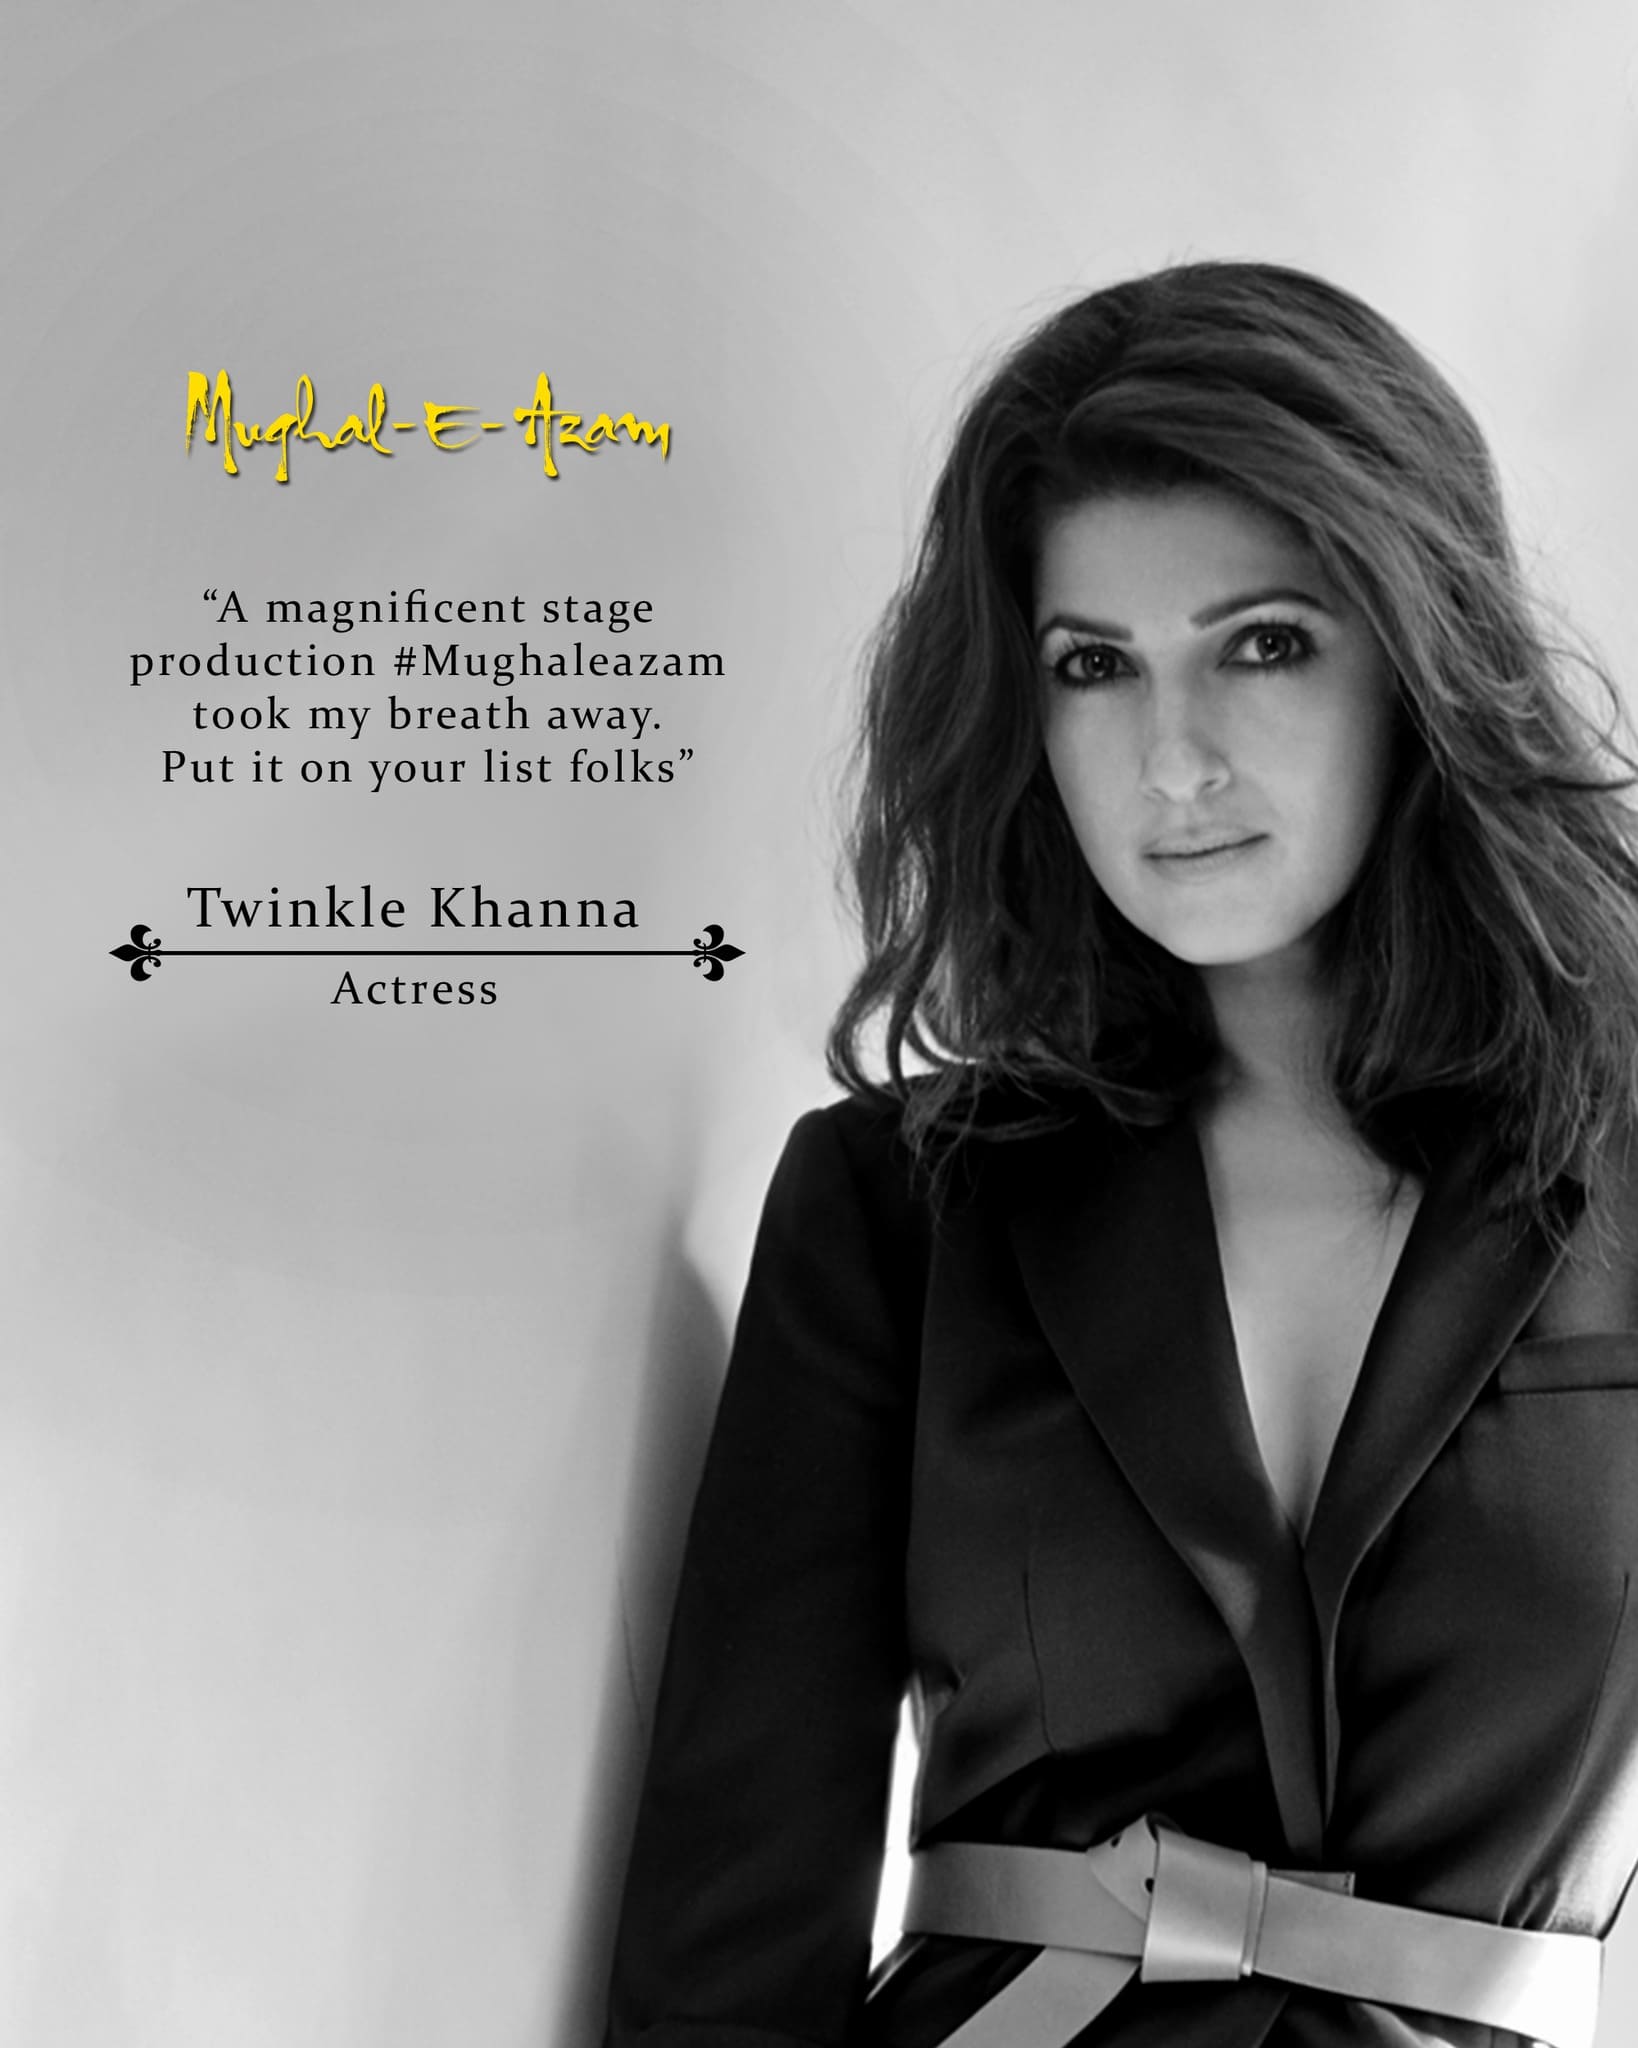 Mughal-E-Azam
“A magnificent stage
production #Mughaleazam
took my breath away.
Put it on your list folks”
Twinkle Khanna
Actress